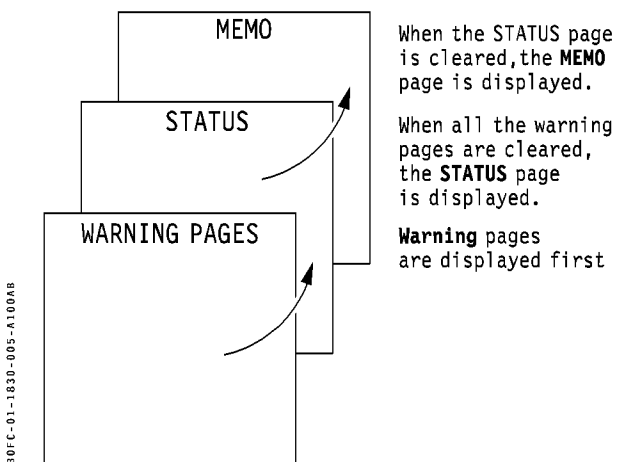 MEMO
When the STATUS page
is cleared,the MEMO
page is displayed.
STATUS
When all the warning
pages are cleared,
the STATUS page
is displayed.
WARNING PAGES
Warning pages
are displayed first
30FC-01-1830-005-A100AB